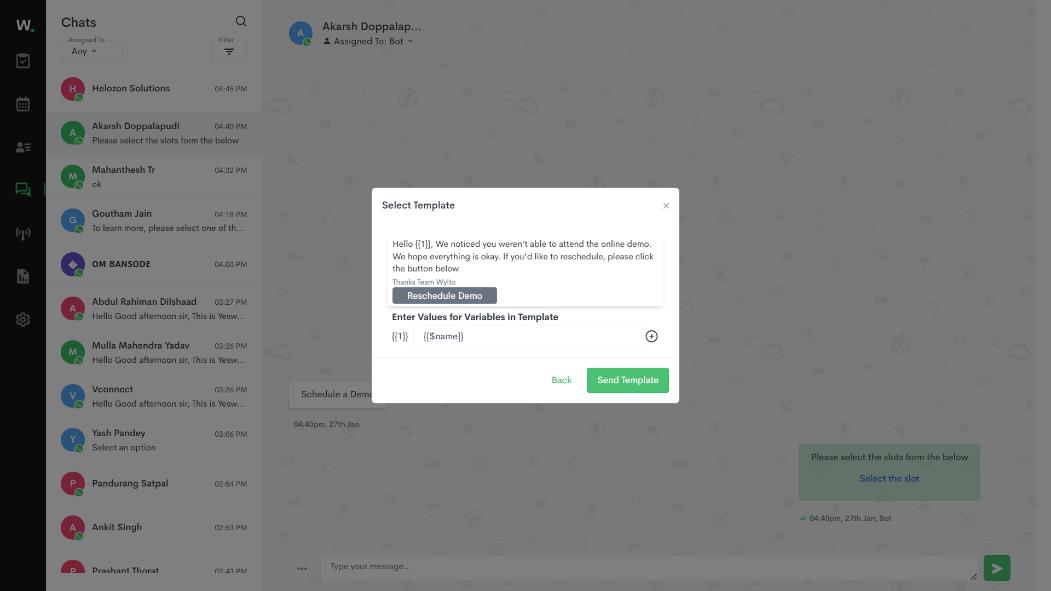 W.
Chats
Assigned To
Any
Filter
Helozon Solutions
04:45 PM
Akarsh Doppalapudi
04:40 PM
Please select the slots form the below
Mahanthesh Tr
04:32 PM
ok
Goutham Jain
04:18 PM
To learn more, please select one of th...
OM BANSODE
04:00 PM
Abdul Rahiman Dilshaad
03:27 PM
Hello Good afternoon sir, This is Yesw...
Mulla Mahendra Yadav
03:26 PM
Hello Good afternoon sir, This is Yesw...
Vconnect
03:26 PM
Hello Good afternoon sir, This is Yesw...
Yash Pandey
03:06 PM
Select an option
Pandurang Satpal
02:54 PM
Ankit Singh
02:53 PM
Prashant Thorat
02:43 PM
Akarsh Doppalap...
Assigned To: Bot
Select Template
×
Hello {{1}}, We noticed you weren't able to attend the online demo.
We hope everything is okay. If you'd like to reschedule, please click
the button below
Thanks Team Wylto
Reschedule Demo
Enter Values for Variables in Template
{{1}}
{{$name}}
Back
Send Template
Schedule a Demo
04:40pm, 27th Jan
Please select the slots form the below
Select the slot
04:40pm, 27th Jan, Bot
Type your message...